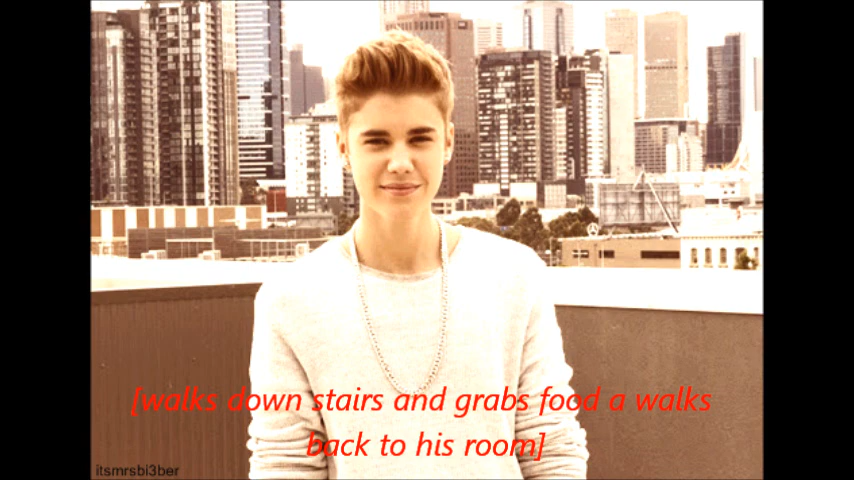 [walks down stairs and grabs food a walks
back to his room]
itsmrsbi3ber